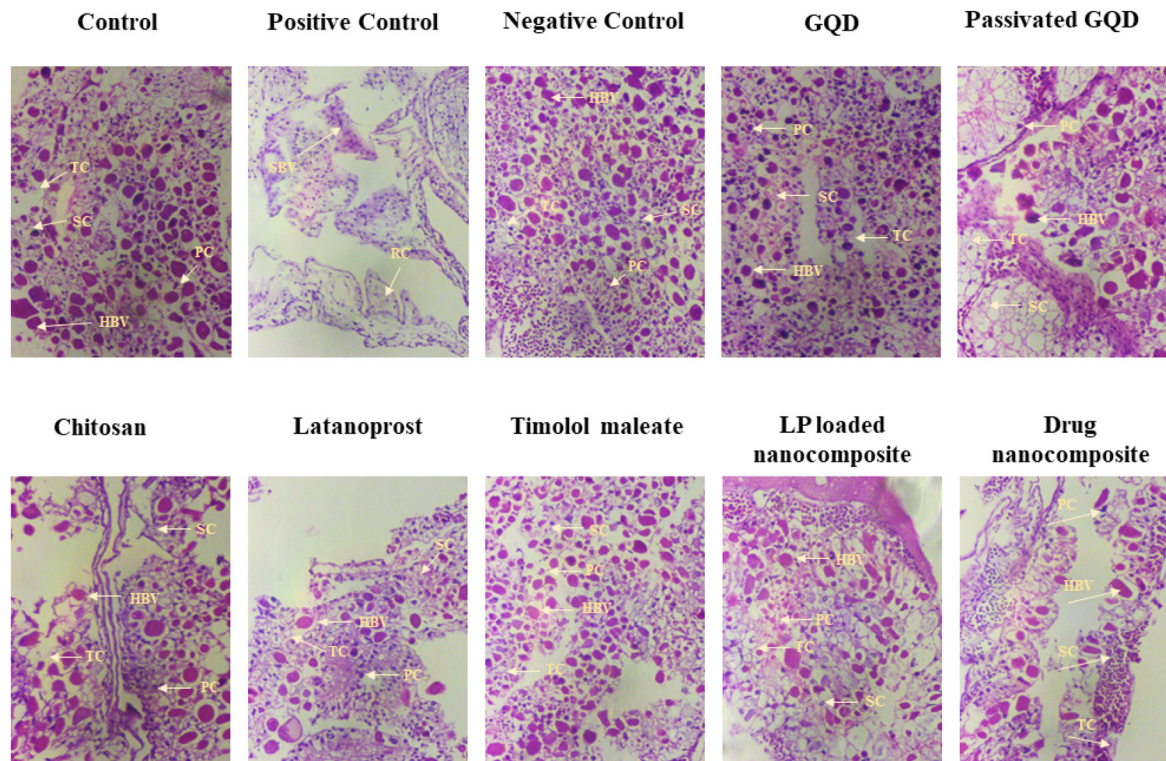 Control
Positive Control
Negative Control
GQD
Passivated GQD
TC
SC
PC
HBV
SBV
RC
HBV
TC
SC
PC
PC
SC
TC
HBV
PC
HBV
TC
SC
Chitosan
Latanoprost
Timolol maleate
LP loaded
nanocomposite
Drug
nanocomposite
SC
HBV
TC
PC
SC
HBV
TC
PC
SC
PC
HBV
TC
HBV
PC
TC
SC
PC
HBV
SC
TC